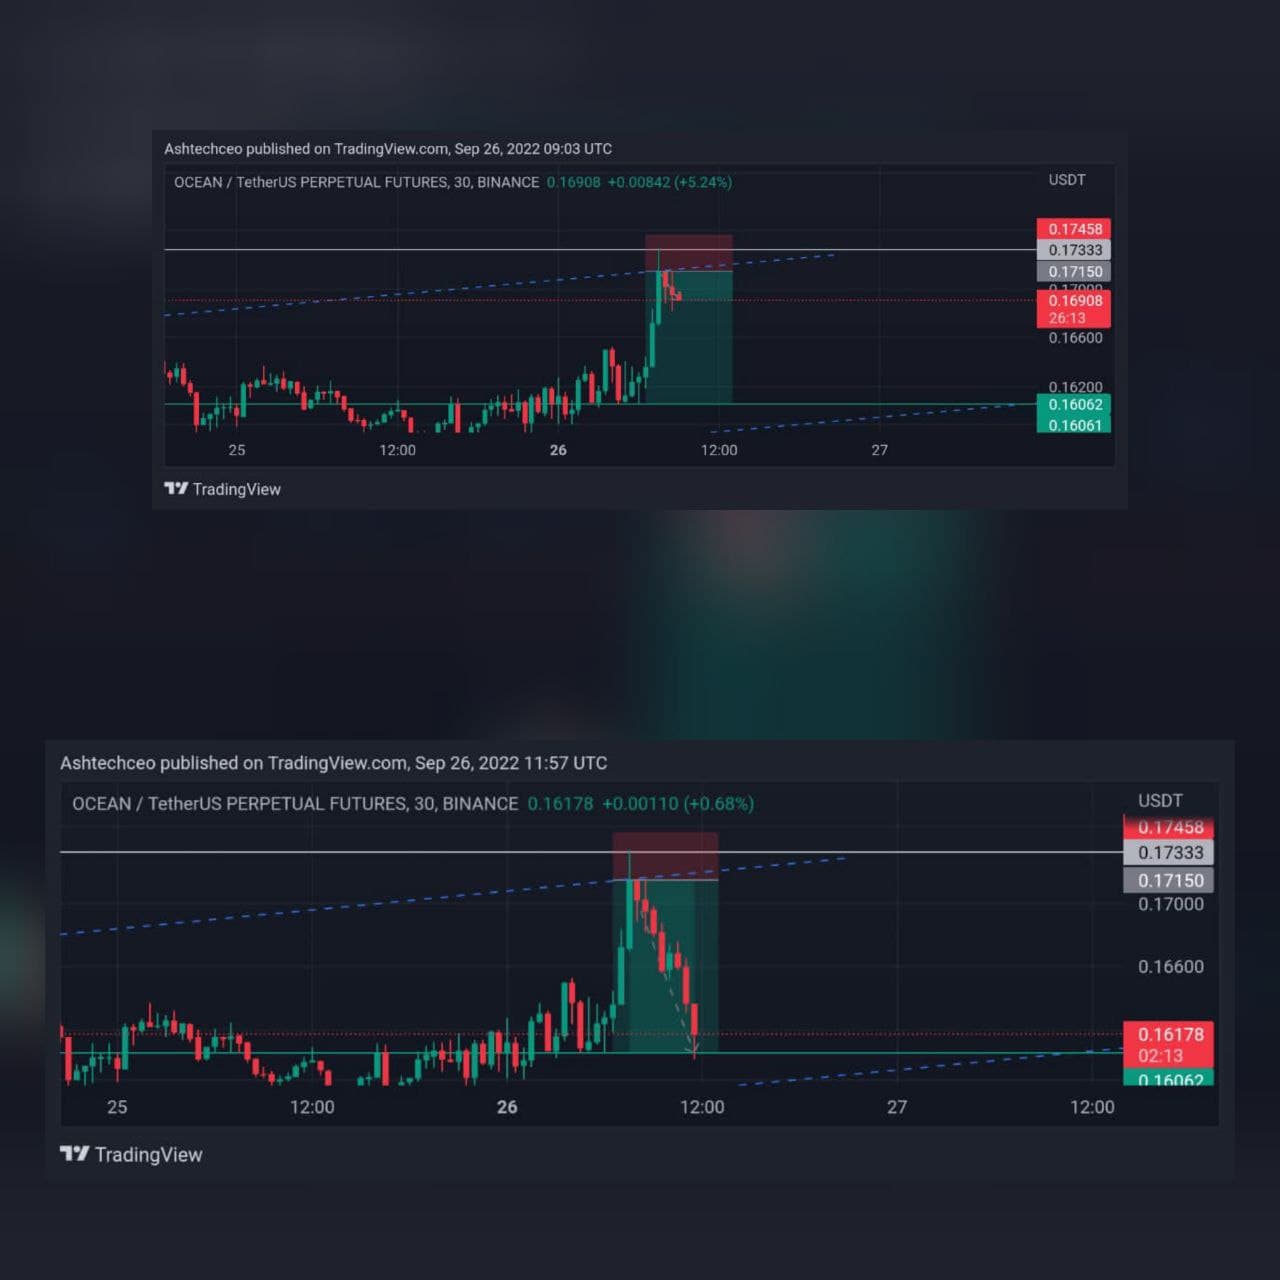 Ashtechceo published on TradingView.com, Sep 26, 2022 09:03 UTC
OCEAN / TetherUS PERPETUAL FUTURES, 30, BINANCE 0.16908 +0.00842 (+5.24%)
USDT
0.17458
0.17333
0.17150
0.17000
0.16908
26:13
0.16600
0.16200
0.16062
0.16061
25 12:00 26 12:00 27
TradingView
Ashtechceo published on TradingView.com, Sep 26, 2022 11:57 UTC
OCEAN / TetherUS PERPETUAL FUTURES, 30, BINANCE 0.16178 +0.00110 (+0.68%)
USDT
0.17458
0.17333
0.17150
0.17000
0.16600
0.16178
02:13
0.16062
25 12:00 26 12:00 27 12:00
TradingView